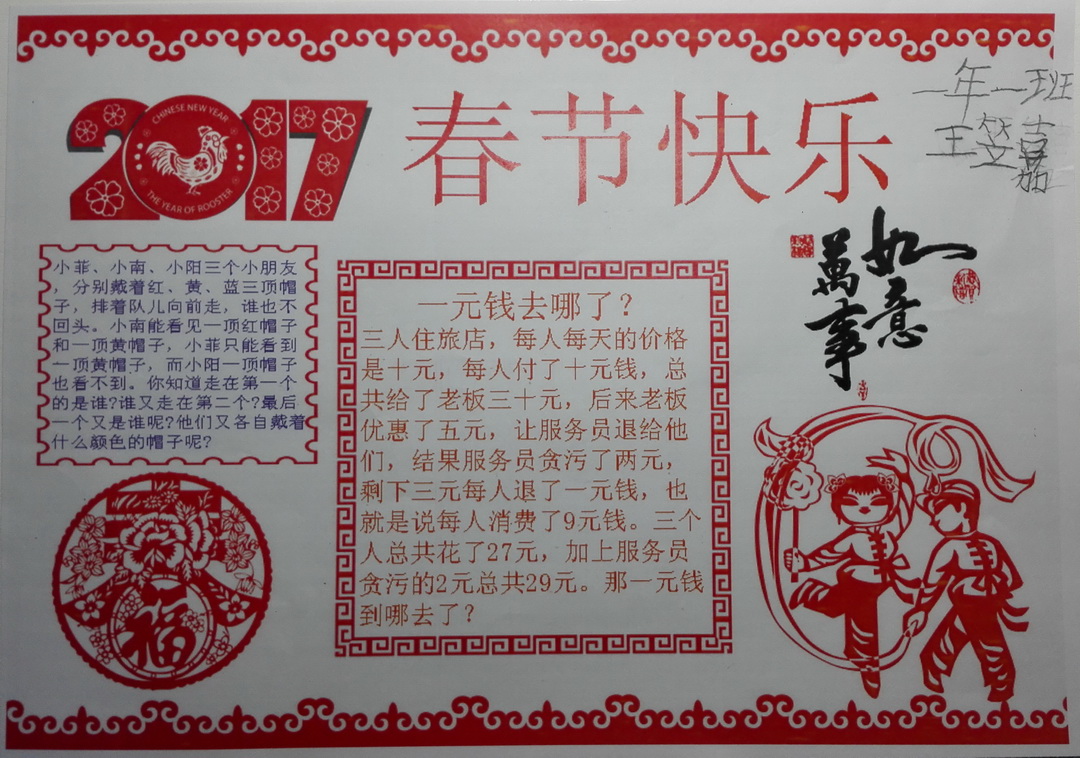 2017
CHINESE NEW YEAR
THE YEAR OF ROOSTER
春节快乐
一年一班
王笠嘉
小菲、小南、小阳三个小朋友
，分别戴着红、黄、蓝三顶帽
子，排着队儿向前走，谁也不
回头。小南能看见一顶红帽子
和一顶黄帽子，小菲只能看到
一顶黄帽子，而小阳一顶帽子
也看不到。你知道走在第一个
的是谁?谁又走在第二个?最后
一个又是谁呢?他们又各自戴着
什么颜色的帽子呢?
一元钱去哪了？
三人住旅店，每人每天的价格
是十元，每人付了十元钱，总
共给了老板三十元，后来老板
优惠了五元，让服务员退给他
们，结果服务员贪污了两元，
剩下三元每人退了一元钱，也
就是说每人消费了9元钱。三个
人总共花了27元，加上服务员
贪污的2元总共29元。那一元钱
到哪去了？
萬事
如意
福